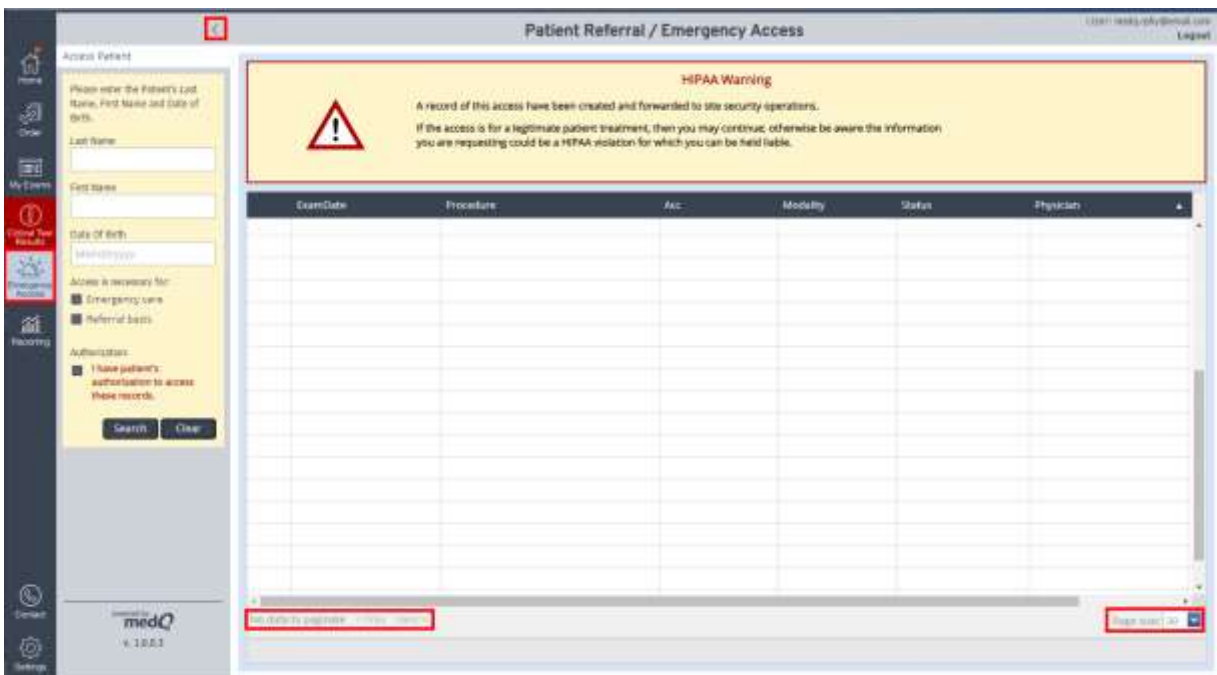 Patient Referral / Emergency Access
Logout
Home
Order
My Exams
Critical Test
Results
Emergency
Access
Reporting
Contact
Settings
Access Patient
Please enter the Patient's Last
Name, First Name and Date of
Birth.
Last Name
First Name
Date Of Birth
Access is necessary for:
Emergency care
Referral basis
Authorization:
I have patient's
authorization to access
these records.
Search Clear
powered by
medQ
v. 1.0.0.3
HIPAA Warning
A record of this access have been created and forwarded to site security operations.
If the access is for a legitimate patient treatment, then you may continue; otherwise be aware the information
you are requesting could be a HIPAA violation for which you can be held liable.
ExamDate Procedure Acc Modality Status Physician
No data to paginate
Page size: